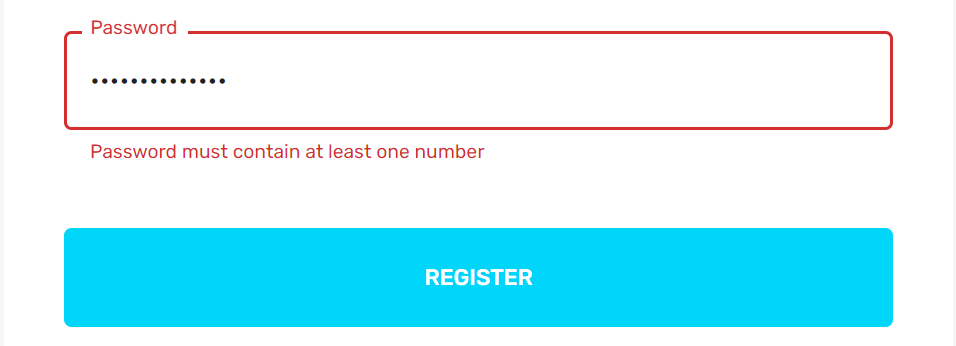 Password
••••••••••••••
Password must contain at least one number
REGISTER